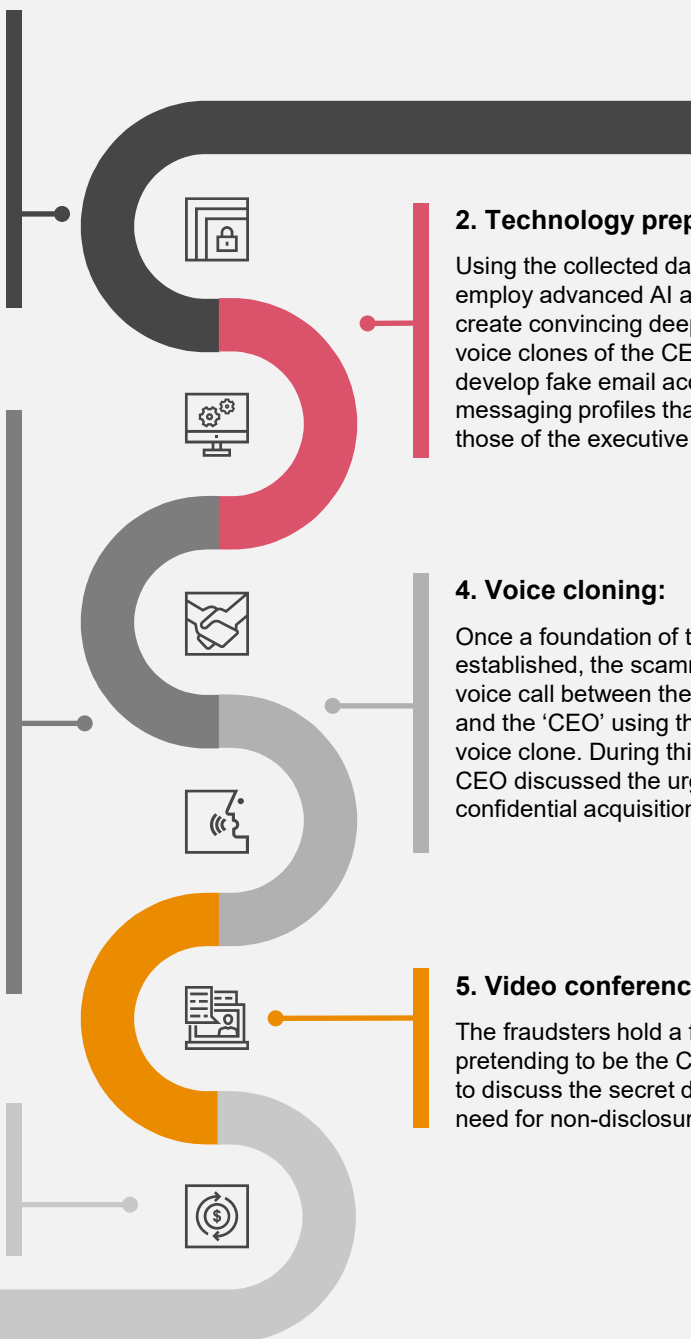 2. Technology prep
Using the collected da
employ advanced AI a
create convincing deep
voice clones of the CE
develop fake email acc
messaging profiles tha
those of the executive
4. Voice cloning:
Once a foundation of t
established, the scamm
voice call between the
and the ‘CEO’ using th
voice clone. During thi
CEO discussed the urg
confidential acquisition
5. Video conferenc
The fraudsters hold a f
pretending to be the C
to discuss the secret d
need for non-disclosur
$